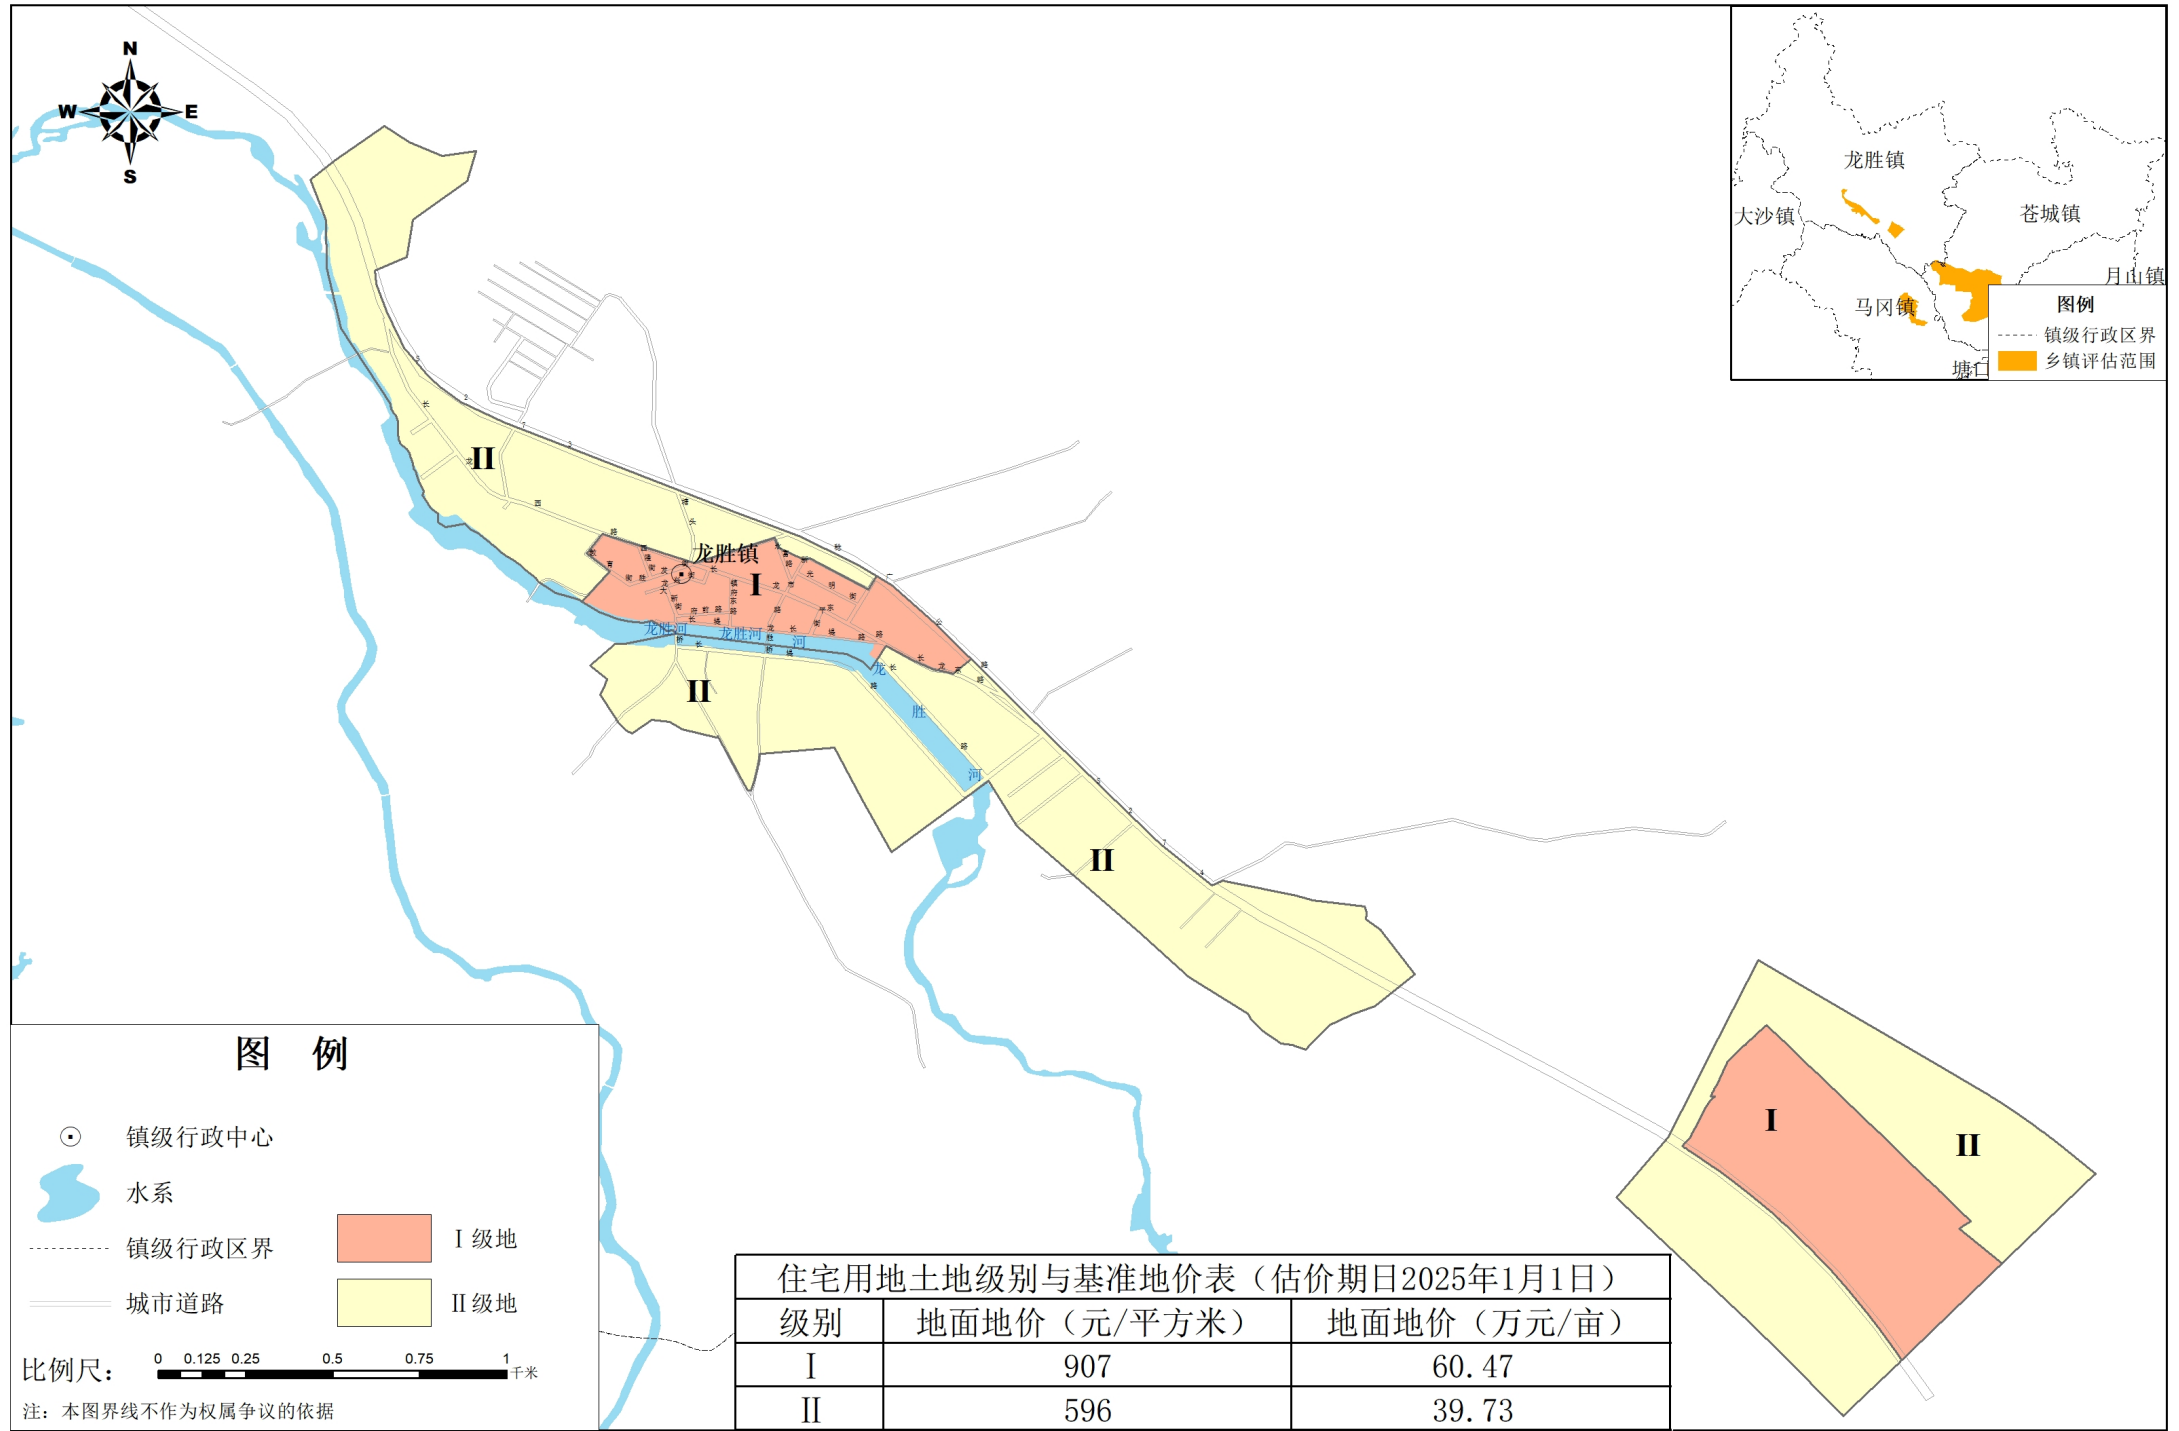 N
W E
S
龙胜镇
大沙镇
苍城镇
月山镇
马冈镇
塘口
图例
镇级行政区界
乡镇评估范围
II
龙胜镇
I
龙胜河
龙胜河
河
龙
胜
河
II
II
I
II
图 例
镇级行政中心
水系
镇级行政区界
城市道路
Ⅰ级地
Ⅱ级地
比例尺:
0 0.125 0.25 0.5 0.75 1
千米
注: 本图界线不作为权属争议的依据
住宅用地土地级别与基准地价表（估价期日2025年1月1日）
级别 地面地价（元/平方米） 地面地价（万元/亩）
Ⅰ 907 60.47
Ⅱ 596 39.73